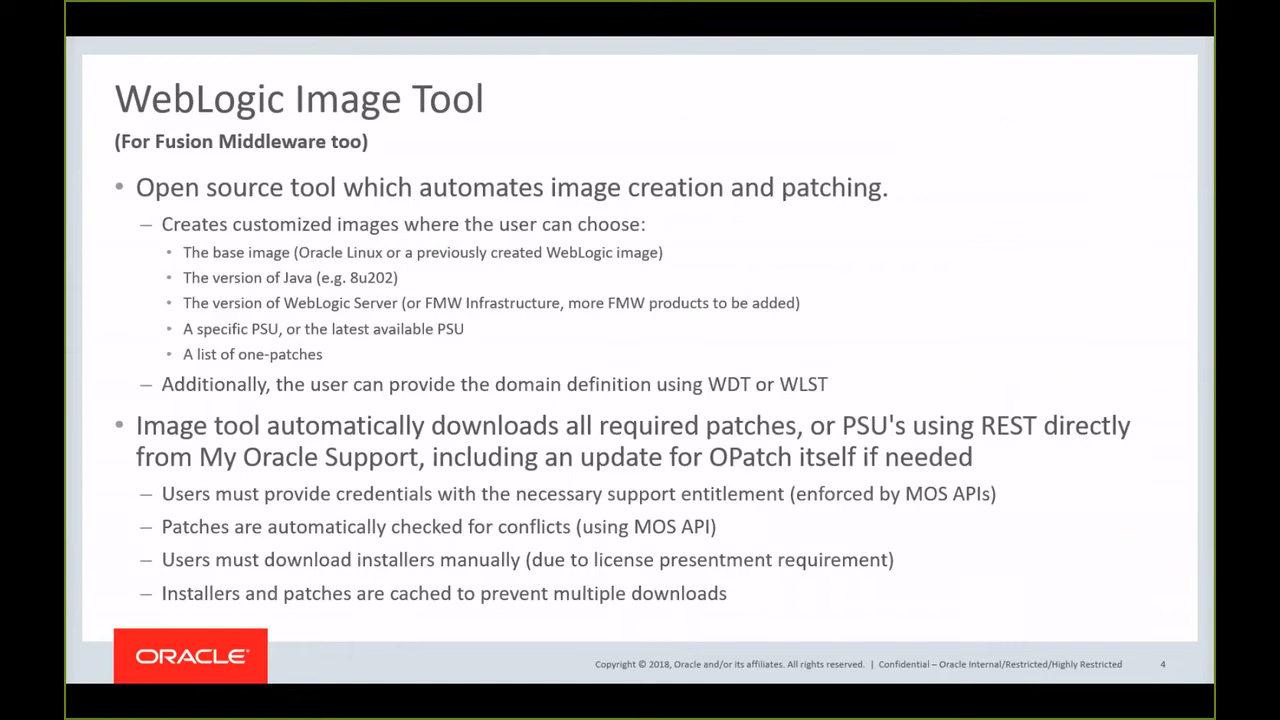 WebLogic Image Tool
(For Fusion Middleware too)
• Open source tool which automates image creation and patching.
– Creates customized images where the user can choose:
• The base image (Oracle Linux or a previously created WebLogic image)
• The version of Java (e.g. 8u202)
• The version of WebLogic Server (or FMW Infrastructure, more FMW products to be added)
• A specific PSU, or the latest available PSU
• A list of one-patches
– Additionally, the user can provide the domain definition using WDT or WLST
• Image tool automatically downloads all required patches, or PSU's using REST directly
from My Oracle Support, including an update for OPatch itself if needed
– Users must provide credentials with the necessary support entitlement (enforced by MOS APIs)
– Patches are automatically checked for conflicts (using MOS API)
– Users must download installers manually (due to license presentment requirement)
– Installers and patches are cached to prevent multiple downloads
ORACLE®
Copyright © 2018, Oracle and/or its affiliates. All rights reserved. | Confidential – Oracle Internal/Restricted/Highly Restricted 4